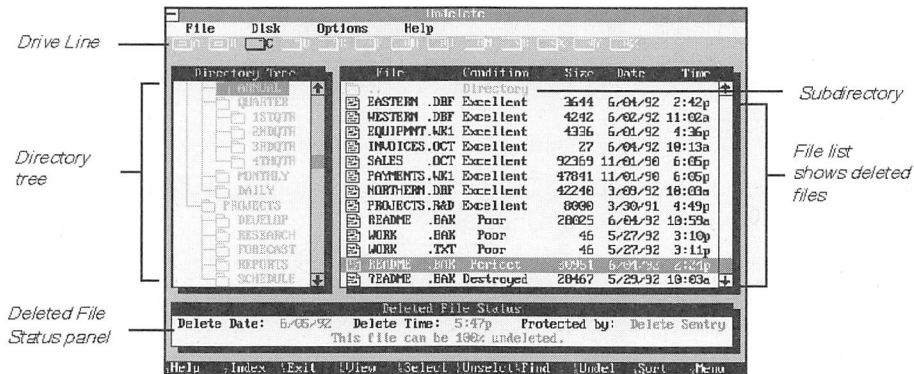 Undelete
File Disk Options Help
Drive Line
C
Directory Tree
File Condition Size Date Time
ANNUAL
.. Directory
Subdirectory
QUARTER
EASTERN .DBF Excellent 3644 6/04/92 2:42p
1STQTR
WESTERN .DBF Excellent 4242 6/02/92 11:02a
2NDQTR
EQUIPMNT.WK1 Excellent 4336 6/01/92 4:36p
3RDQTR
INVOICES.OCT Excellent 27 6/04/92 10:13a
4THQTR
SALES .OCT Excellent 92369 11/01/90 6:05p
MONTHLY
PAYMENTS.WK1 Excellent 47841 11/01/90 6:05p
DAILY
NORTHERN.DBF Excellent 42240 3/09/92 10:03a
PROJECTS
PROJECTS.R&D Excellent 8000 3/30/91 4:49p
DEVELOP
README .BAK Poor 28025 6/04/92 10:59a
RESEARCH
WORK .BAK Poor 46 5/27/92 3:10p
FORECAST
WORK .TXT Poor 46 5/27/92 3:11p
REPORTS
README .BAK Perfect 30951 6/04/92 2:24p
SCHEDULE
?EADME .BAK Destroyed 28467 5/29/92 10:03a
Directory
tree
File list
shows deleted
files
Deleted File
Status panel
Deleted File Status
Delete Date: 6/05/92 Delete Time: 5:47p Protected by: Delete Sentry
This file can be 100% undeleted.
Help Index Exit View Select Unselct Find Undel Sort Menu